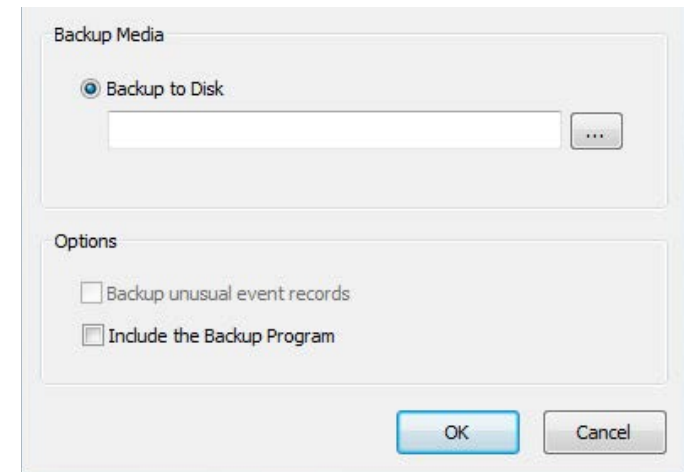 Backup Media
Backup to Disk
...
Options
Backup unusual event records
Include the Backup Program
OK Cancel